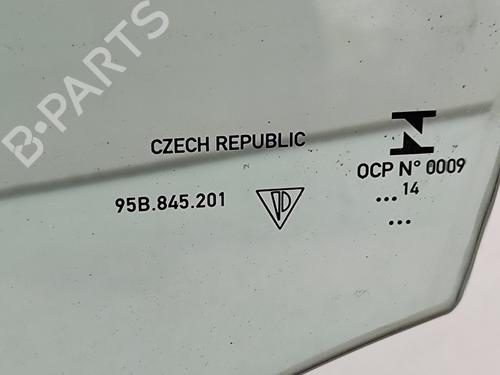 B-PARTS
CZECH REPUBLIC
OCP N° 0009
... 14
...
95B.845.201